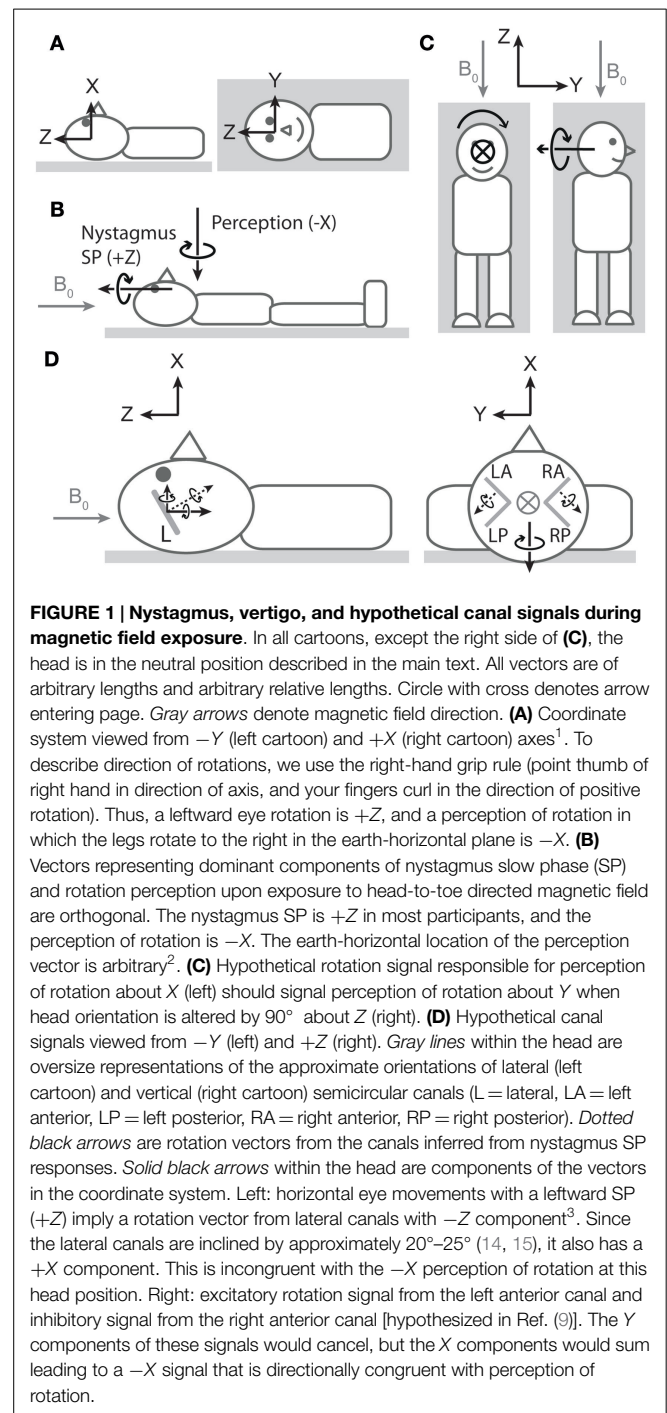 A
X
Z
Y
Z
C
Z
B₀
Y
B₀
B
Nystagmus
SP (+Z)
Perception (-X)
B₀
D
X
Z
B₀
L
X
Y
LA RA
LP RP
FIGURE 1 | Nystagmus, vertigo, and hypothetical canal signals during
magnetic field exposure. In all cartoons, except the right side of (C), the
head is in the neutral position described in the main text. All vectors are of
arbitrary lengths and arbitrary relative lengths. Circle with cross denotes arrow
entering page. Gray arrows denote magnetic field direction. (A) Coordinate
system viewed from −Y (left cartoon) and +X (right cartoon) axes¹. To
describe direction of rotations, we use the right-hand grip rule (point thumb of
right hand in direction of axis, and your fingers curl in the direction of positive
rotation). Thus, a leftward eye rotation is +Z, and a perception of rotation in
which the legs rotate to the right in the earth-horizontal plane is −X. (B)
Vectors representing dominant components of nystagmus slow phase (SP)
and rotation perception upon exposure to head-to-toe directed magnetic field
are orthogonal. The nystagmus SP is +Z in most participants, and the
perception of rotation is −X. The earth-horizontal location of the perception
vector is arbitrary². (C) Hypothetical rotation signal responsible for perception
of rotation about X (left) should signal perception of rotation about Y when
head orientation is altered by 90° about Z (right). (D) Hypothetical canal
signals viewed from −Y (left) and +Z (right). Gray lines within the head are
oversize representations of the approximate orientations of lateral (left
cartoon) and vertical (right cartoon) semicircular canals (L = lateral, LA = left
anterior, LP = left posterior, RA = right anterior, RP = right posterior). Dotted
black arrows are rotation vectors from the canals inferred from nystagmus SP
responses. Solid black arrows within the head are components of the vectors
in the coordinate system. Left: horizontal eye movements with a leftward SP
(+Z) imply a rotation vector from lateral canals with −Z component³. Since
the lateral canals are inclined by approximately 20°–25° (14, 15), it also has a
+X component. This is incongruent with the −X perception of rotation at this
head position. Right: excitatory rotation signal from the left anterior canal and
inhibitory signal from the right anterior canal [hypothesized in Ref. (9)]. The Y
components of these signals would cancel, but the X components would sum
leading to a −X signal that is directionally congruent with perception of
rotation.